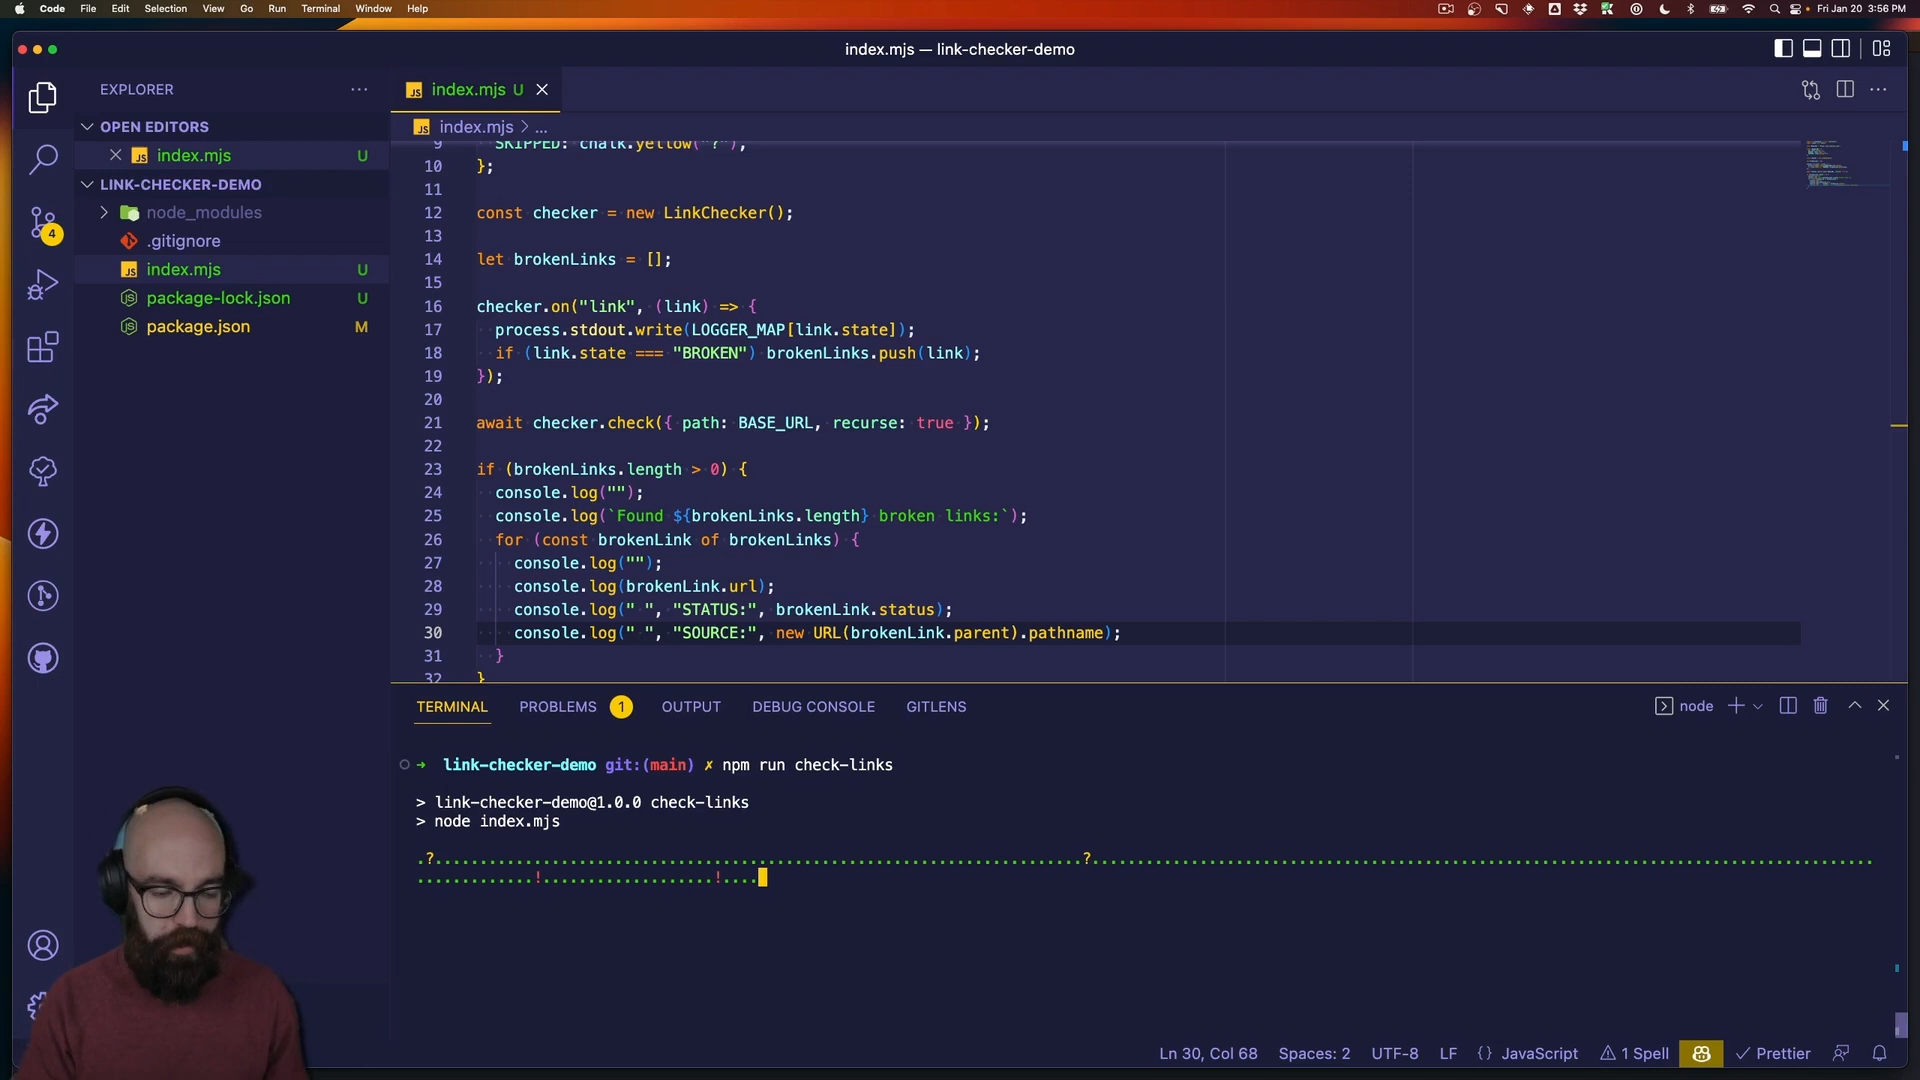 Code File Edit Selection View Go Run Terminal Window Help
Fri Jan 20 3:56 PM
index.mjs — link-checker-demo
EXPLORER
OPEN EDITORS
index.mjs U
LINK-CHECKER-DEMO
node_modules
.gitignore
index.mjs U
package-lock.json U
package.json M
4
index.mjs U
index.mjs > ...
9 SKIPPED: chalk.yellow("?"),
10 };
11
12 const checker = new LinkChecker();
13
14 let brokenLinks = [];
15
16 checker.on("link", (link) => {
17 process.stdout.write(LOGGER_MAP[link.state]);
18 if (link.state === "BROKEN") brokenLinks.push(link);
19 });
20
21 await checker.check({ path: BASE_URL, recurse: true });
22
23 if (brokenLinks.length > 0) {
24 console.log("");
25 console.log(`Found ${brokenLinks.length} broken links:`);
26 for (const brokenLink of brokenLinks) {
27 console.log("");
28 console.log(brokenLink.url);
29 console.log(" ", "STATUS:", brokenLink.status);
30 console.log(" ", "SOURCE:", new URL(brokenLink.parent).pathname);
31 }
32 }
TERMINAL PROBLEMS 1 OUTPUT DEBUG CONSOLE GITLENS
node
➜ link-checker-demo git:(main) ✗ npm run check-links
> link-checker-demo@1.0.0 check-links
> node index.mjs
.?........................................................................?......................................................................................
.............!...................!....
Ln 30, Col 68 Spaces: 2 UTF-8 LF {} JavaScript 1 Spell Prettier